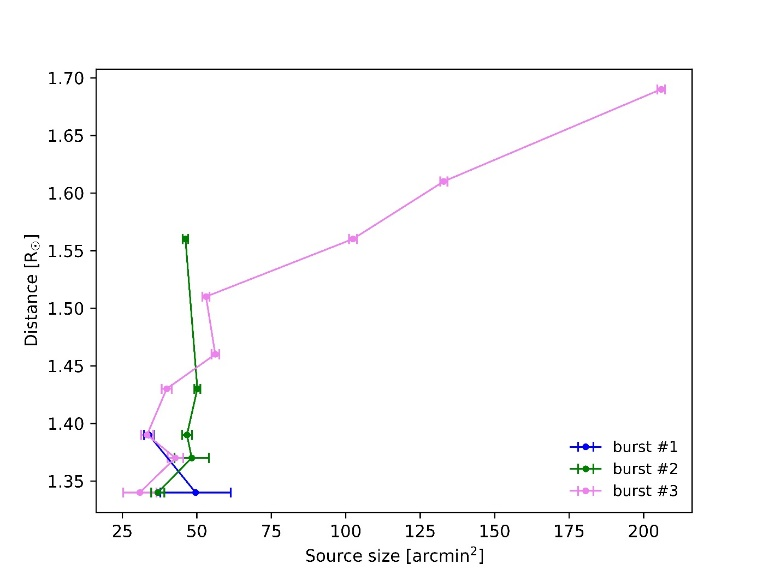 1.70
1.65
1.60
1.55
1.50
1.45
1.40
1.35
Distance [R☉]
25 50 75 100 125 150 175 200
Source size [arcmin²]
burst #1
burst #2
burst #3